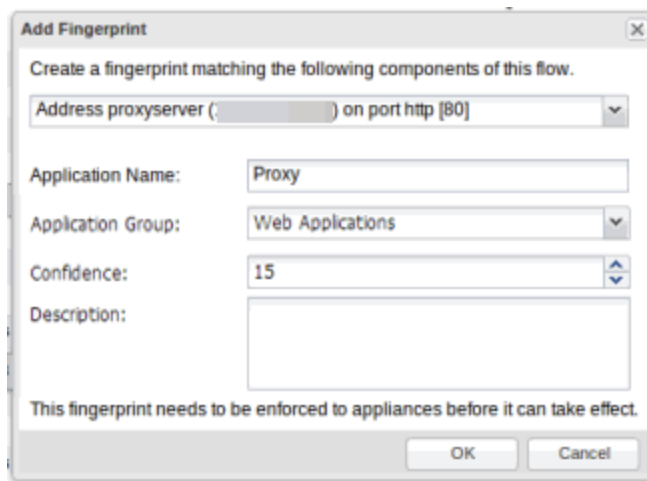 Add Fingerprint
Create a fingerprint matching the following components of this flow.
Address proxyserver ( ) on port http [80]
Application Name: Proxy
Application Group: Web Applications
Confidence: 15
Description:
This fingerprint needs to be enforced to appliances before it can take effect.
OK Cancel